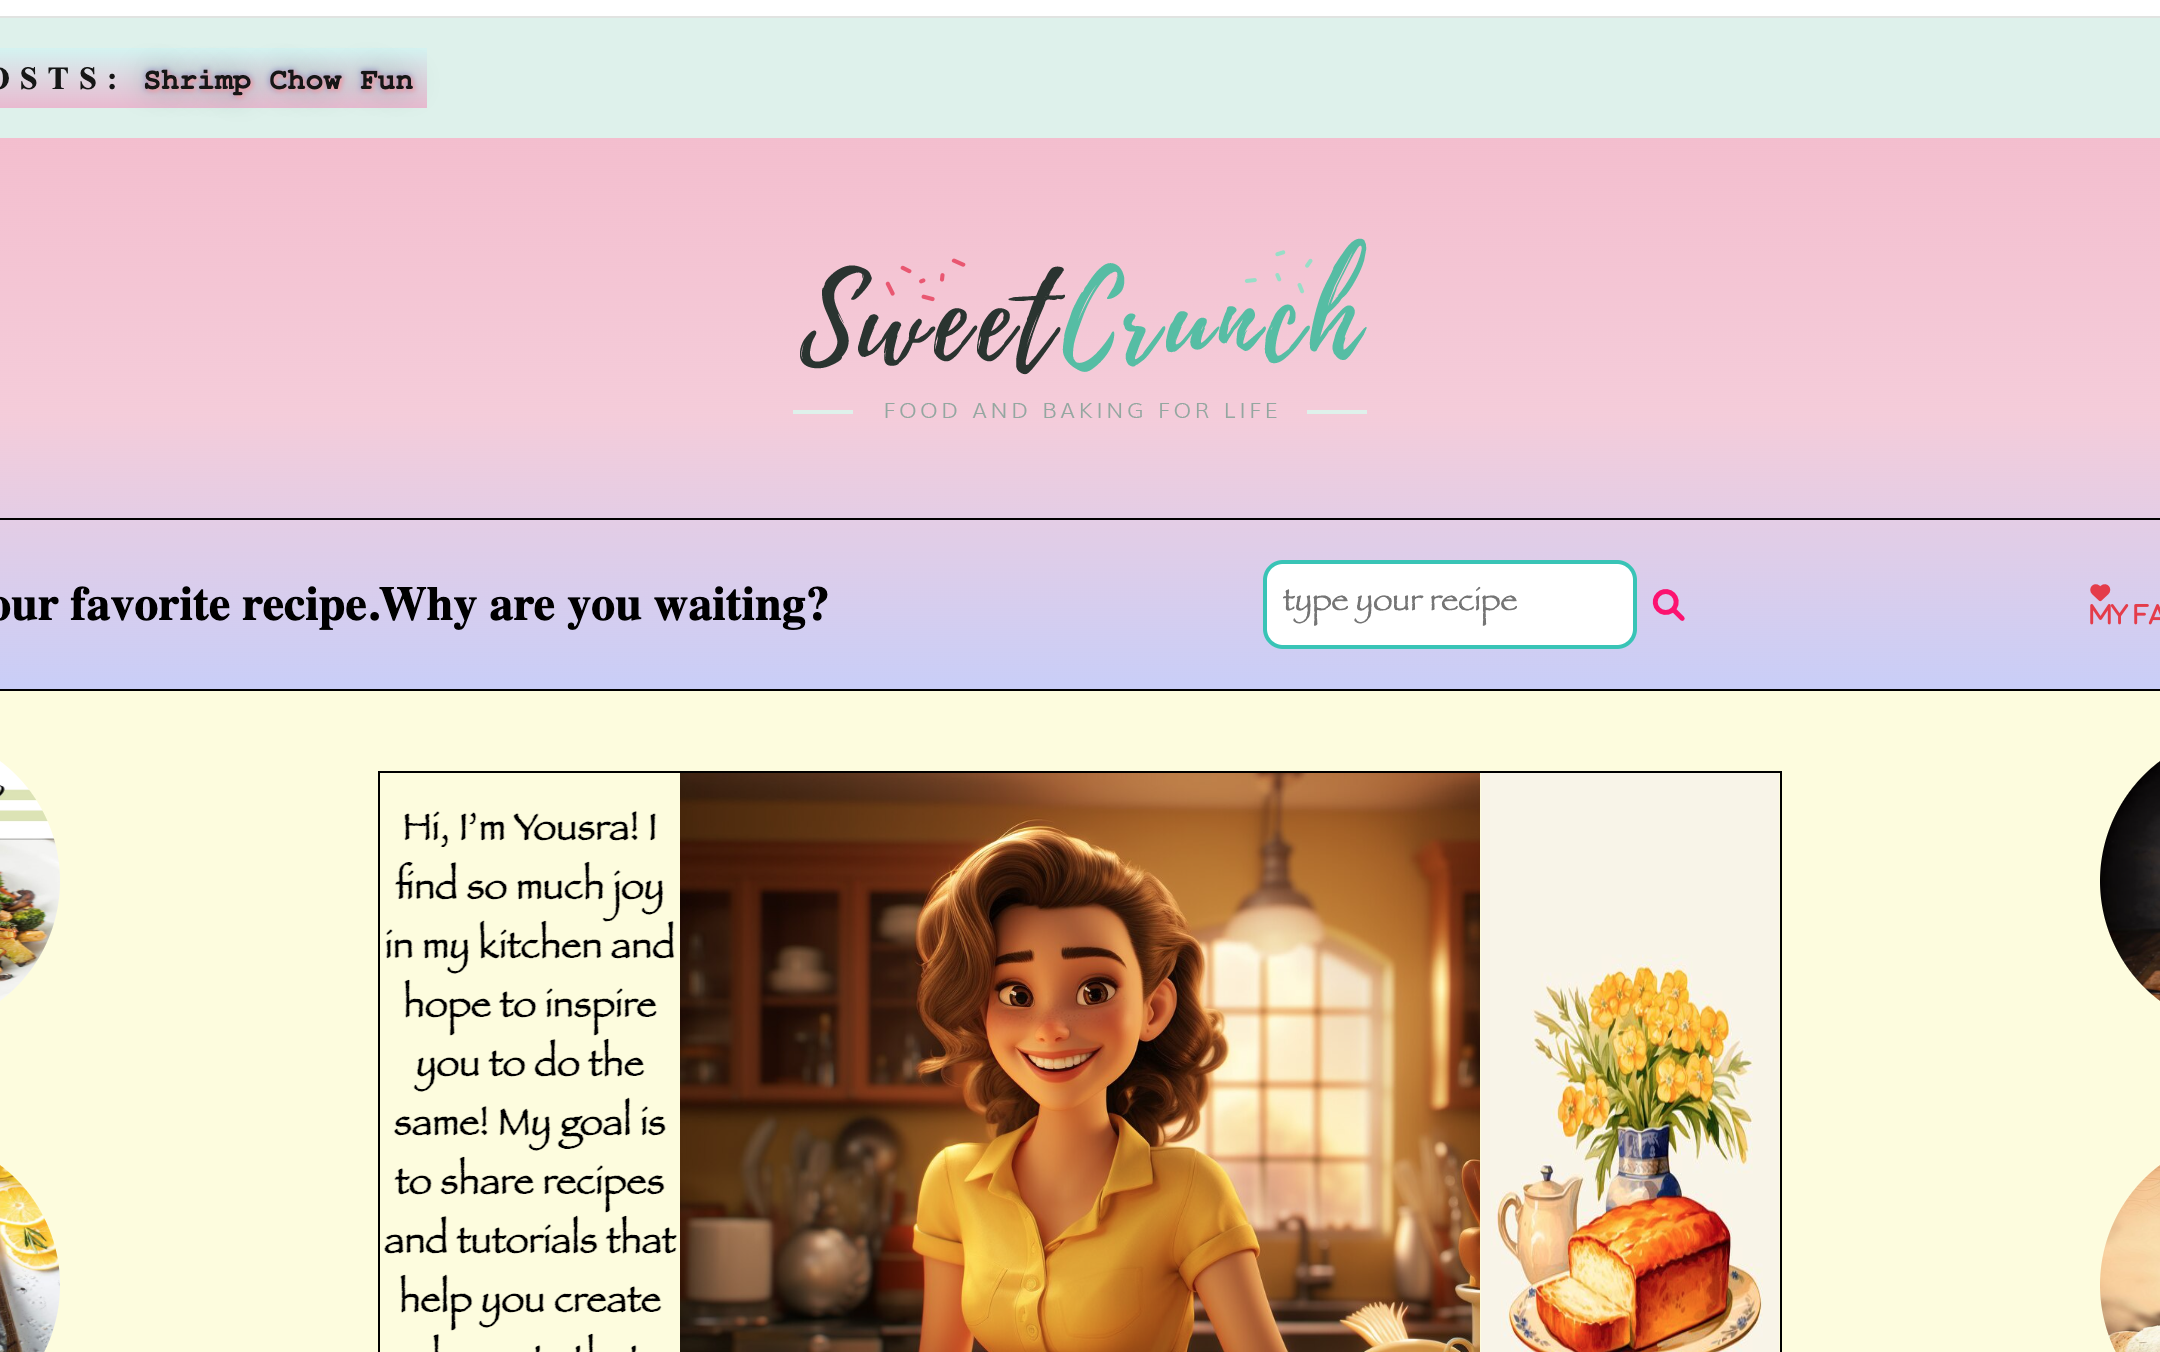 OSTS: Shrimp Chow Fun
SweetCrunch
FOOD AND BAKING FOR LIFE
our favorite recipe.Why are you waiting?
type your recipe
MY FA
Hi, I'm Yousra! I
find so much joy
in my kitchen and
hope to inspire
you to do the
same! My goal is
to share recipes
and tutorials that
help you create